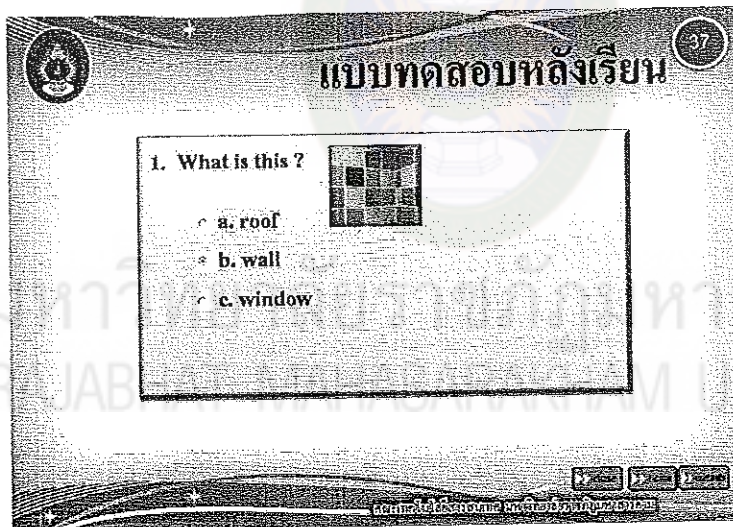 37
แบบทดสอบหลังเรียน
1. What is this ?
a. roof
b. wall
c. window